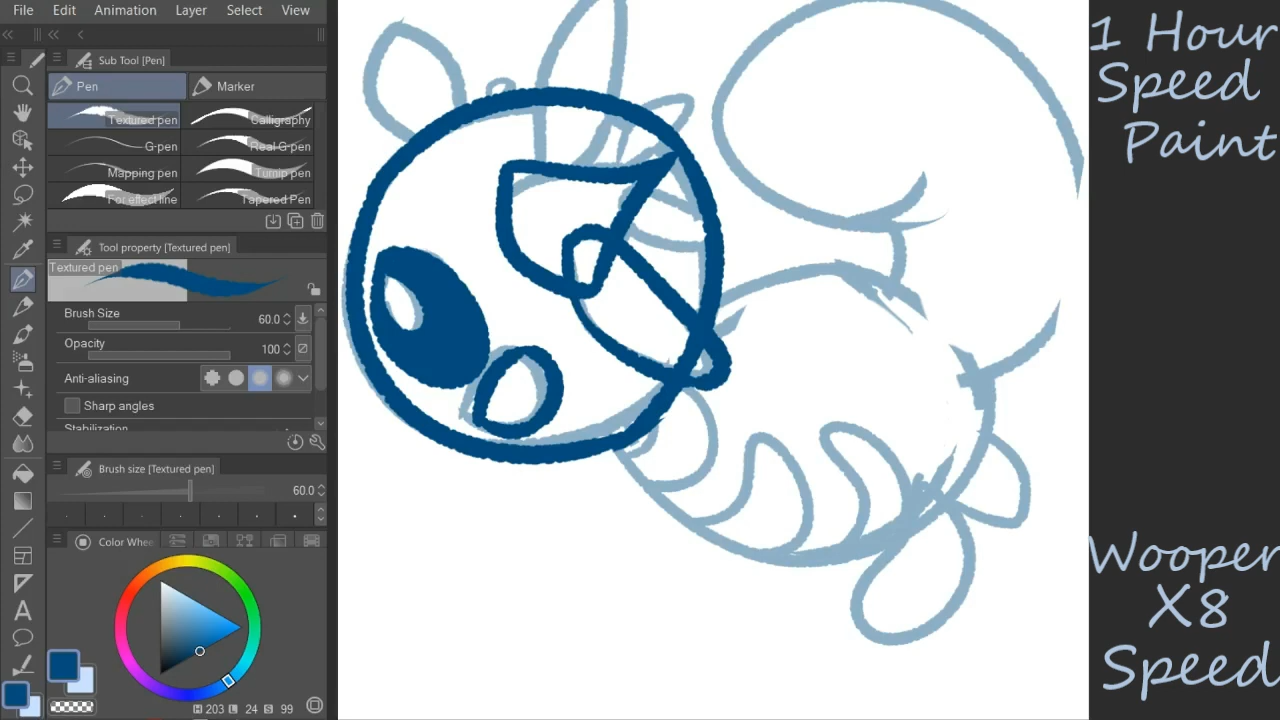 File Edit Animation Layer Select View
Sub Tool [Pen]
Pen Marker
Textured pen Calligraphy
G-pen Real G-pen
Mapping pen Turnip pen
For effect line Tapered Pen
Tool property [Textured pen]
Textured pen
Brush Size 60.0
Opacity 100
Anti-aliasing
Sharp angles
Stabilization
Brush size [Textured pen]
60.0
Color Whee
H 203 L 24 S 99
1 Hour
Speed
Paint
Wooper
X8
Speed